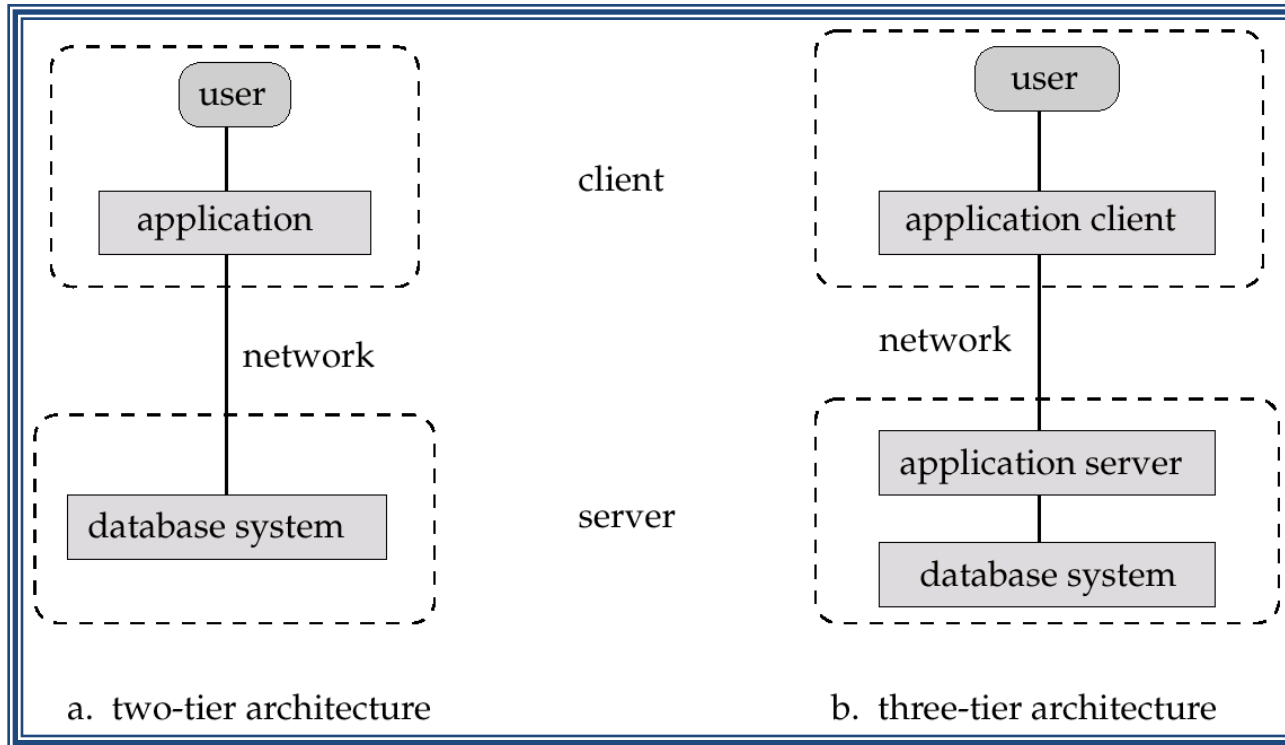 user
application
network
database system
a. two-tier architecture
client
server
user
application client
network
application server
database system
b. three-tier architecture